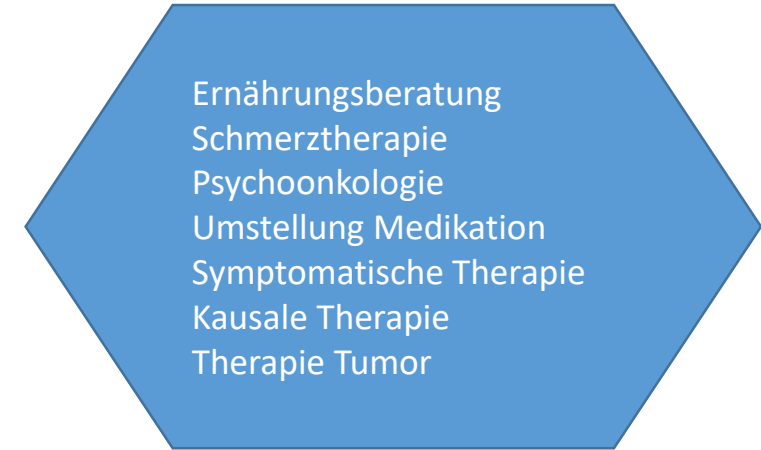 Ernährungsberatung
Schmerztherapie
Psychoonkologie
Umstellung Medikation
Symptomatische Therapie
Kausale Therapie
Therapie Tumor